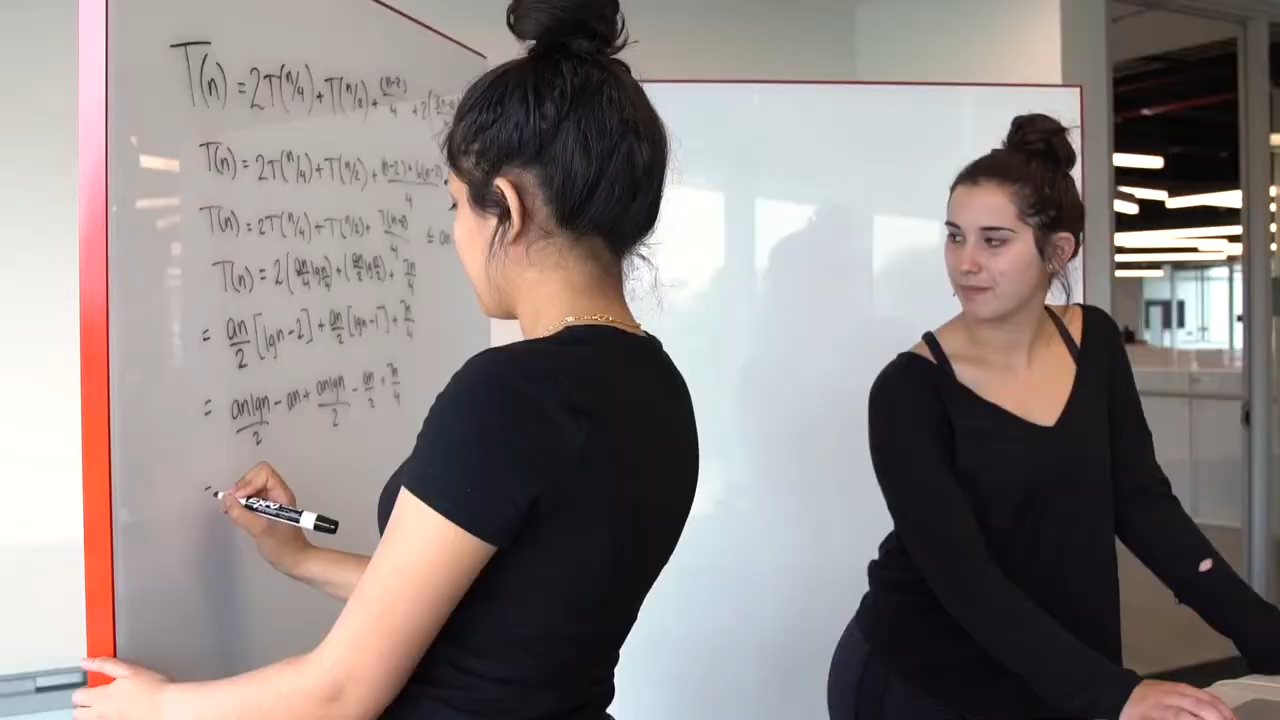 T(n) = 2T(n/4) + T(n/2) + (n-2)/4 + 2(
T(n) = 2T(n/4) + T(n/2) + (n-2) + 6(n-2)/4
T(n) = 2T(n/4) + T(n/2) + 7(n-2)/4 ≤ an
T(n) = 2(an/4 lg n/4) + (an/2 lg n/2) + 7n/4
= an/2 [lgn - 2] + an/2 [lgn - 1] + 7n/4
= anlgn/2 - an + anlgn/2 - an/2 + 7n/4
=
EXPO